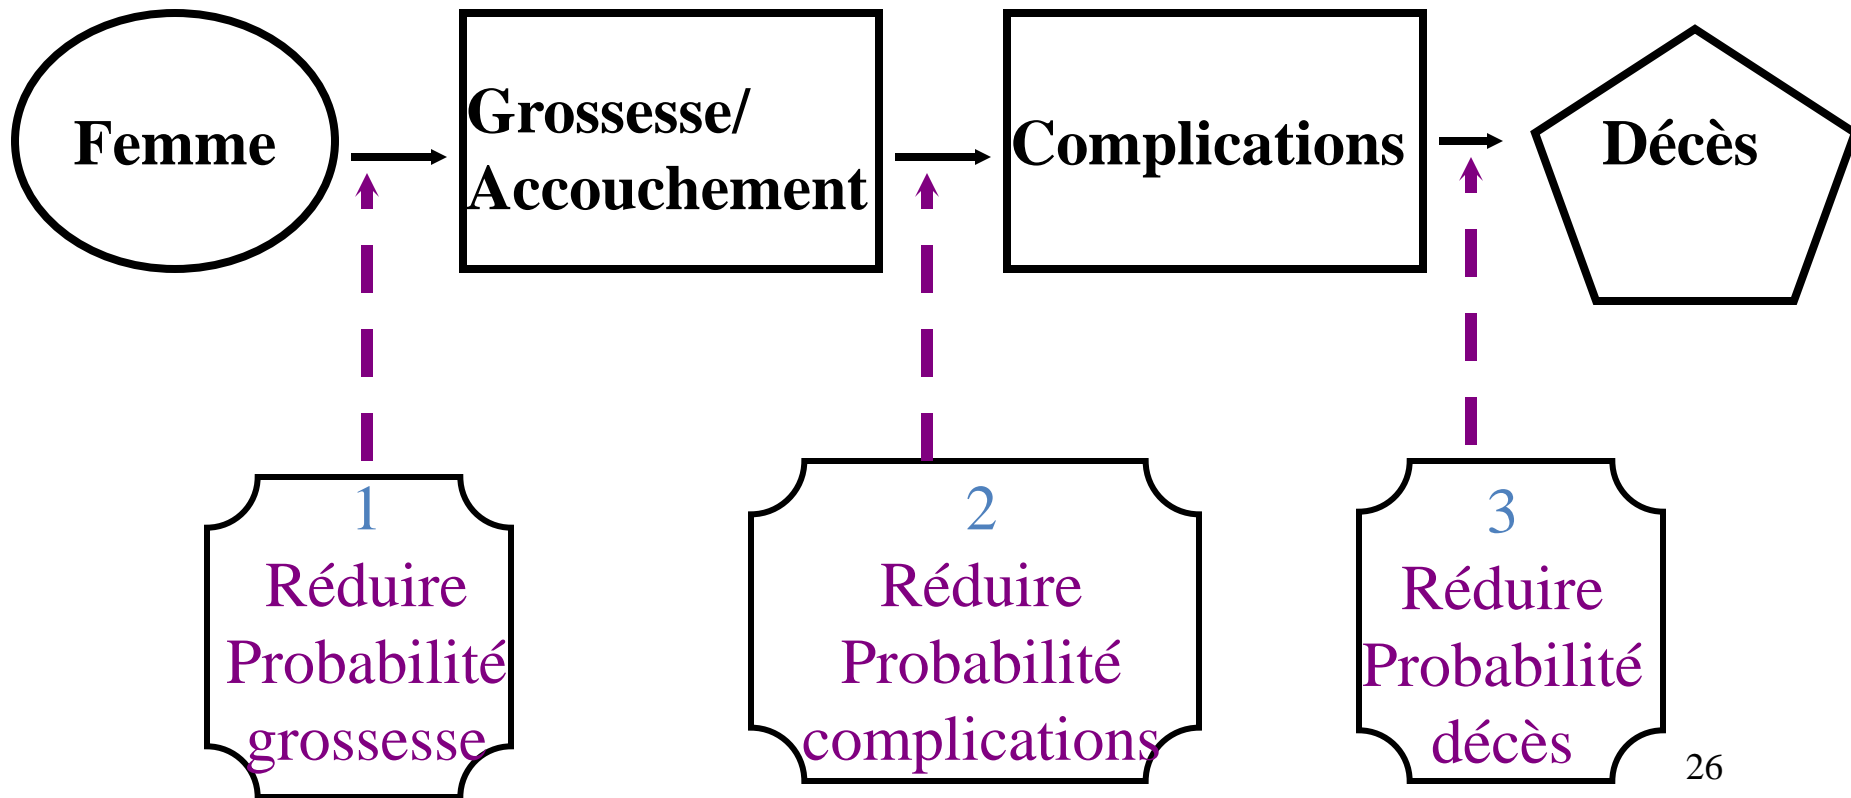 Femme
Grossesse/
Accouchement
Complications
Décès
1
Réduire
Probabilité
grossesse
2
Réduire
Probabilité
complications
3
Réduire
Probabilité
décès
26